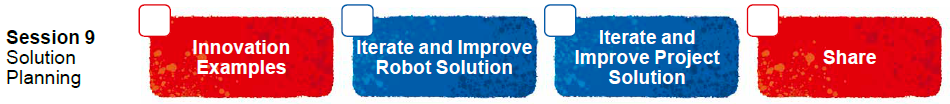 Session 9
Solution
Planning
Innovation
Examples
Iterate and Improve
Robot Solution
Iterate and
Improve Project
Solution
Share